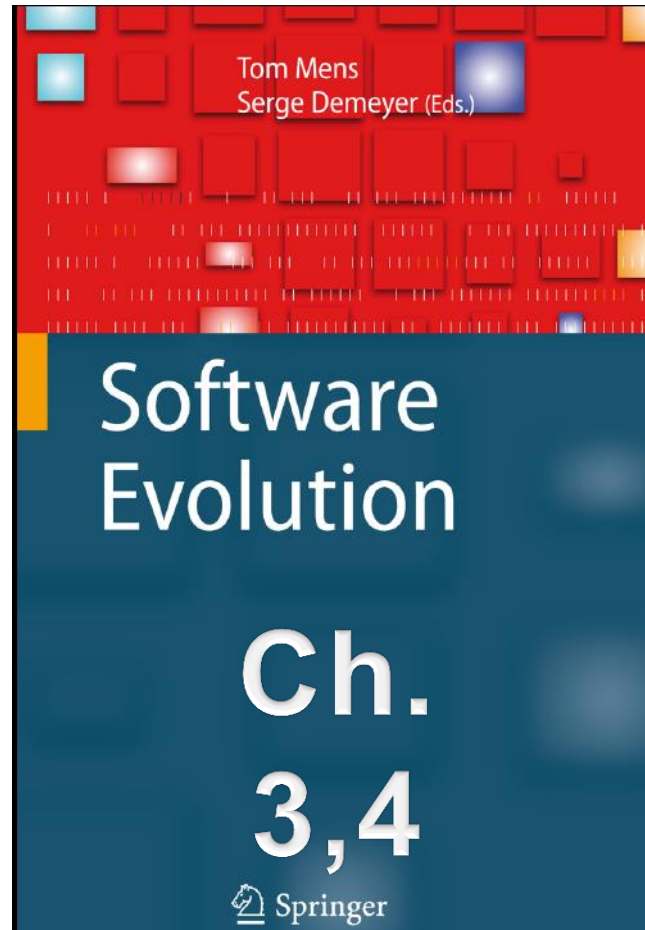 Tom Mens
Serge Demeyer (Eds.)
Software
Evolution
Ch.
3,4
Springer